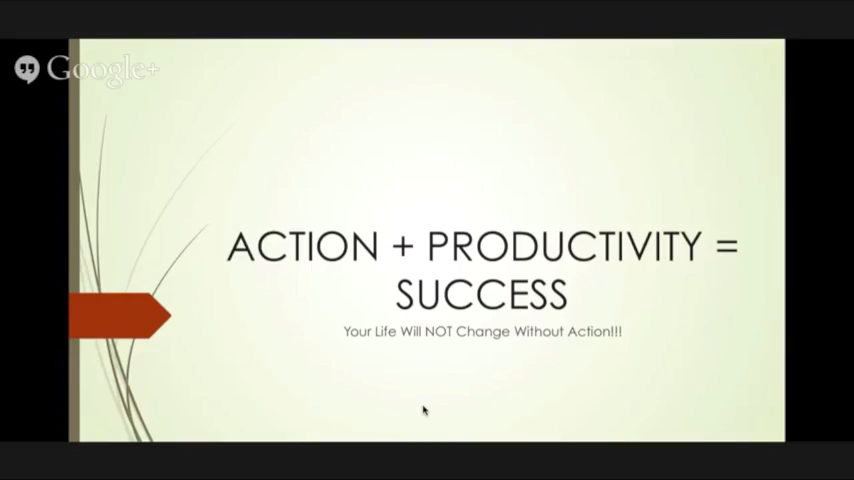 Google+
ACTION + PRODUCTIVITY =
SUCCESS
Your Life Will NOT Change Without Action!!!